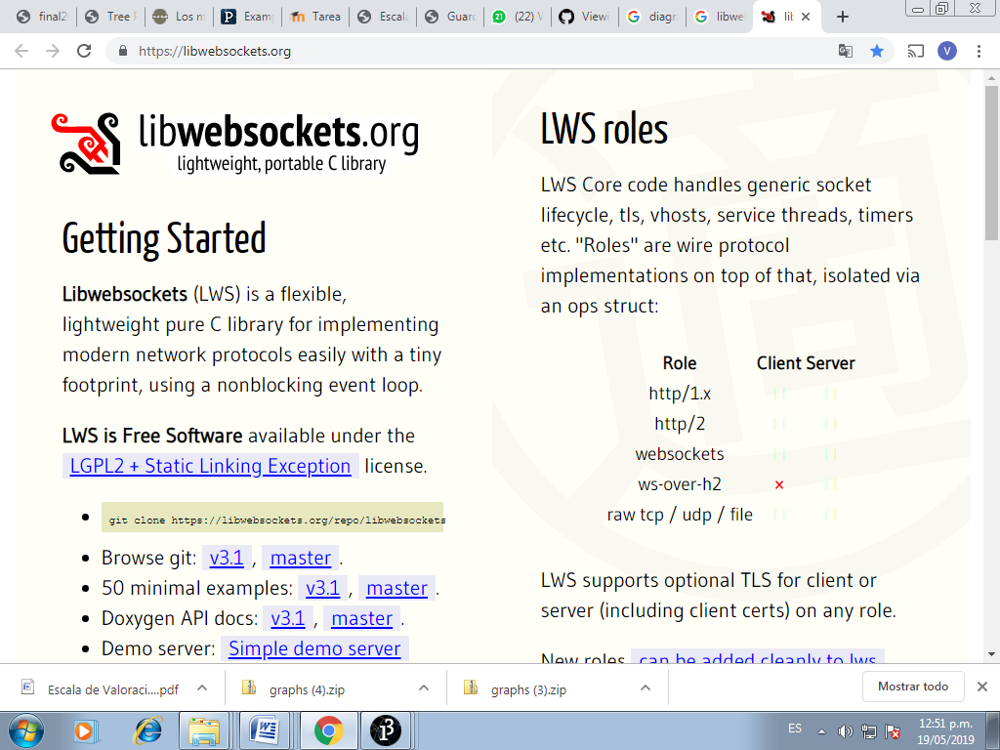 final2
Tree
Los m
Exam
Tarea
Escala
Guard
(22)
Viewi
diagr
libwe
https://libwebsockets.org
V
libwebsockets.org
lightweight, portable C library
Getting Started
Libwebsockets (LWS) is a flexible,
lightweight pure C library for implementing
modern network protocols easily with a tiny
footprint, using a nonblocking event loop.
LWS is Free Software available under the
LGPL2 + Static Linking Exception license.
git clone https://libwebsockets.org/repo/libwebsockets
Browse git: v3.1 , master .
50 minimal examples: v3.1 , master .
Doxygen API docs: v3.1 , master .
Demo server: Simple demo server
LWS roles
LWS Core code handles generic socket
lifecycle, tls, vhosts, service threads, timers
etc. "Roles" are wire protocol
implementations on top of that, isolated via
an ops struct:
Role Client Server
http/1.x
http/2
websockets
ws-over-h2 ×
raw tcp / udp / file
LWS supports optional TLS for client or
server (including client certs) on any role.
New roles can be added cleanly to lws
Escala de Valoraci....pdf
graphs (4).zip
graphs (3).zip
Mostrar todo
ES
12:51 p.m.
19/05/2019